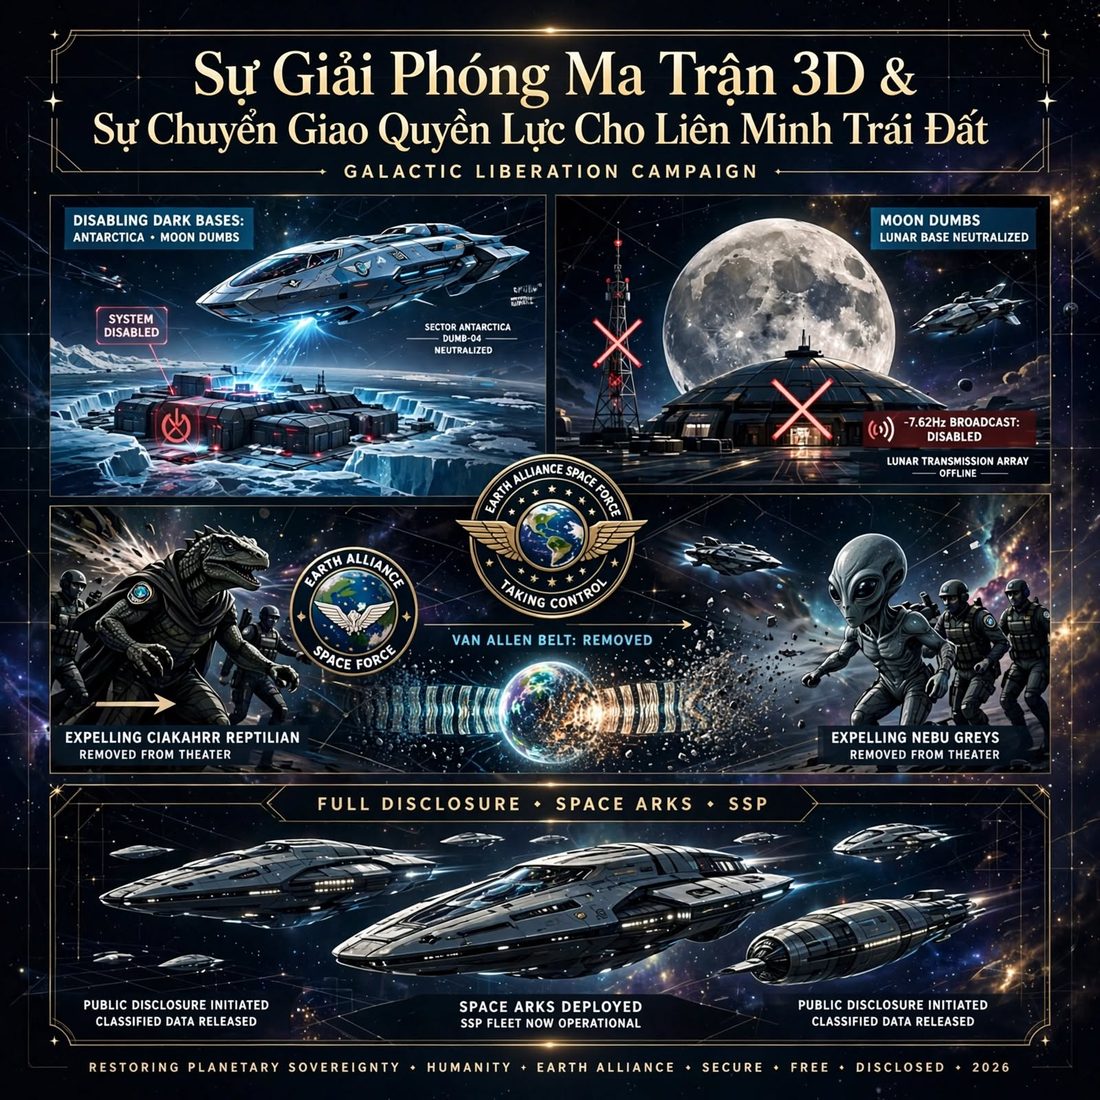 Sự Giải Phóng Ma Trận 3D &
Sự Chuyển Giao Quyền Lực Cho Liên Minh Trái Đất
GALACTIC LIBERATION CAMPAIGN
DISABLING DARK BASES:
ANTARCTICA • MOON DUMBS
SYSTEM
DISABLED
SECTOR ANTARCTICA
DUMB-04
NEUTRALIZED
MOON DUMBS
LUNAR BASE NEUTRALIZED
-7.62Hz BROADCAST:
DISABLED
LUNAR TRANSMISSION ARRAY
OFFLINE
EARTH ALLIANCE SPACE FORCE
TAKING CONTROL
EARTH ALLIANCE
SPACE FORCE
VAN ALLEN BELT: REMOVED
EXPELLING CIAKAHRR REPTILIAN
REMOVED FROM THEATER
EXPELLING NEBU GREYS
REMOVED FROM THEATER
FULL DISCLOSURE • SPACE ARKS • SSP
PUBLIC DISCLOSURE INITIATED
CLASSIFIED DATA RELEASED
SPACE ARKS DEPLOYED
SSP FLEET NOW OPERATIONAL
PUBLIC DISCLOSURE INITIATED
CLASSIFIED DATA RELEASED
RESTORING PLANETARY SOVEREIGNTY • HUMANITY • EARTH ALLIANCE • SECURE • FREE • DISCLOSED • 2026